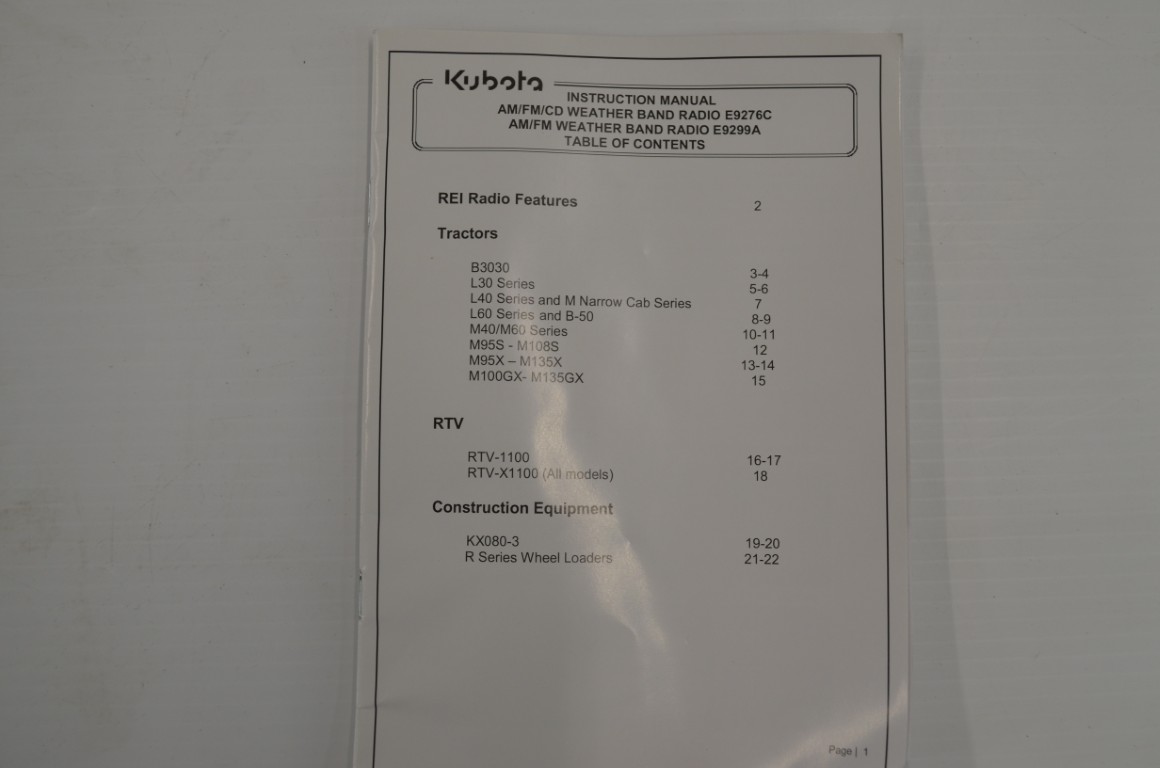 Kubota
INSTRUCTION MANUAL
AM/FM/CD WEATHER BAND RADIO E9276C
AM/FM WEATHER BAND RADIO E9299A
TABLE OF CONTENTS
REI Radio Features 2
Tractors
B3030 3-4
L30 Series 5-6
L40 Series and M Narrow Cab Series 7
L60 Series and B-50 8-9
M40/M60 Series 10-11
M95S - M108S 12
M95X – M135X 13-14
M100GX- M135GX 15
RTV
RTV-1100 16-17
RTV-X1100 (All models) 18
Construction Equipment
KX080-3 19-20
R Series Wheel Loaders 21-22
Page | 1